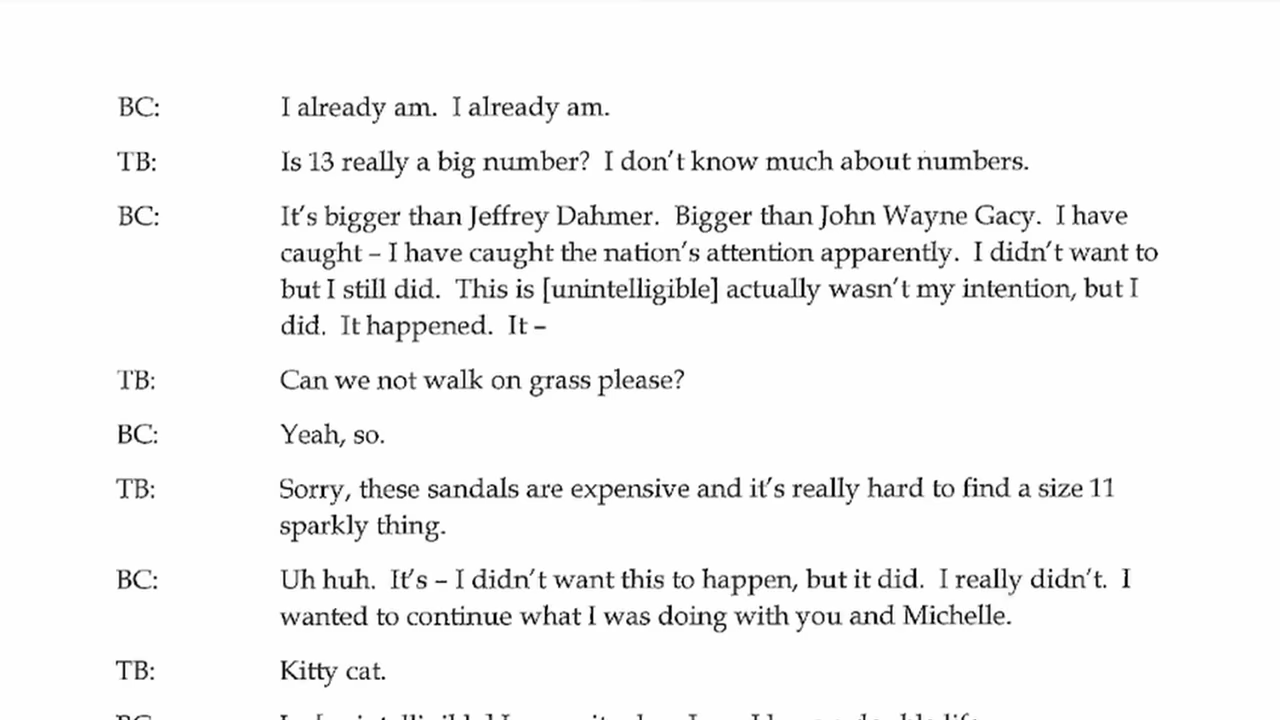 BC: I already am. I already am.
TB: Is 13 really a big number? I don't know much about numbers.
BC: It's bigger than Jeffrey Dahmer. Bigger than John Wayne Gacy. I have
caught – I have caught the nation's attention apparently. I didn't want to
but I still did. This is [unintelligible] actually wasn't my intention, but I
did. It happened. It –
TB: Can we not walk on grass please?
BC: Yeah, so.
TB: Sorry, these sandals are expensive and it's really hard to find a size 11
sparkly thing.
BC: Uh huh. It's – I didn't want this to happen, but it did. I really didn't. I
wanted to continue what I was doing with you and Michelle.
TB: Kitty cat.